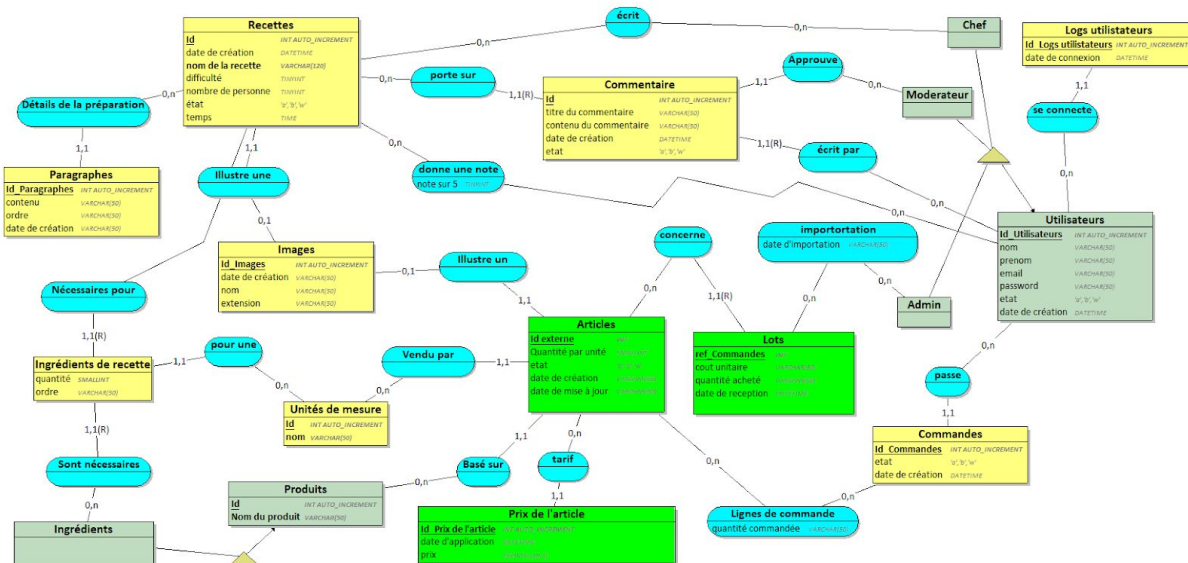 écrit
Recettes
Id INT AUTO_INCREMENT
date de création DATETIME
nom de la recette VARCHAR(120)
difficulté TINYINT
nombre de personne TINYINT
état 'a','b','w'
temps TIME
0,n
0,n
Chef
Logs utilistateurs
Id_Logs utilistateurs INT AUTO_INCREMENT
date de connexion DATETIME
0,n
porte sur
1,1(R)
Commentaire
Id INT AUTO_INCREMENT
titre du commentaire VARCHAR(50)
contenu du commentaire VARCHAR(50)
date de création DATETIME
etat 'a','b','w'
1,1
Approuve
0,n
Moderateur
1,1
se connecte
0,n
0,n
Détails de la préparation
1,1
Paragraphes
Id_Paragraphes INT AUTO_INCREMENT
contenu VARCHAR(50)
ordre VARCHAR(50)
date de création VARCHAR(50)
1,1
Illustre une
0,1
0,n
donne une note
note sur 5 TINYINT
0,n
1,1(R)
écrit par
0,n
Utilisateurs
Id_Utilisateurs INT AUTO_INCREMENT
nom VARCHAR(50)
prenom VARCHAR(50)
email VARCHAR(50)
password VARCHAR(50)
etat 'a','b','w'
date de création DATETIME
Images
Id_Images INT AUTO_INCREMENT
date de création VARCHAR(50)
nom VARCHAR(50)
extension VARCHAR(50)
0,1
Illustre un
1,1
concerne
0,n
1,1(R)
importortation
date d'importation VARCHAR(50)
0,n
0,n
Admin
Nécessaires pour
1,1(R)
Articles
Id externe
Quantité par unité
etat
date de création
date de mise à jour
Lots
ref_Commandes
cout unitaire
quantité acheté
date de reception
0,n
passe
1,1
Ingrédients de recette
quantité SMALLINT
ordre VARCHAR(50)
1,1
pour une
0,n
Vendu par
1,1
0,n
Unités de mesure
Id INT AUTO_INCREMENT
nom VARCHAR(50)
1,1(R)
Sont nécessaires
0,n
Ingrédients
Commandes
Id_Commandes INT AUTO_INCREMENT
etat 'a','b','w'
date de création DATETIME
1,1
Basé sur
0,n
0,n
tarif
1,1
0,n
0,n
Produits
Id INT AUTO_INCREMENT
Nom du produit VARCHAR(50)
Prix de l'article
Id_Prix de l'article INT AUTO_INCREMENT
date d'application
prix
Lignes de commande
quantité commandée VARCHAR(50)